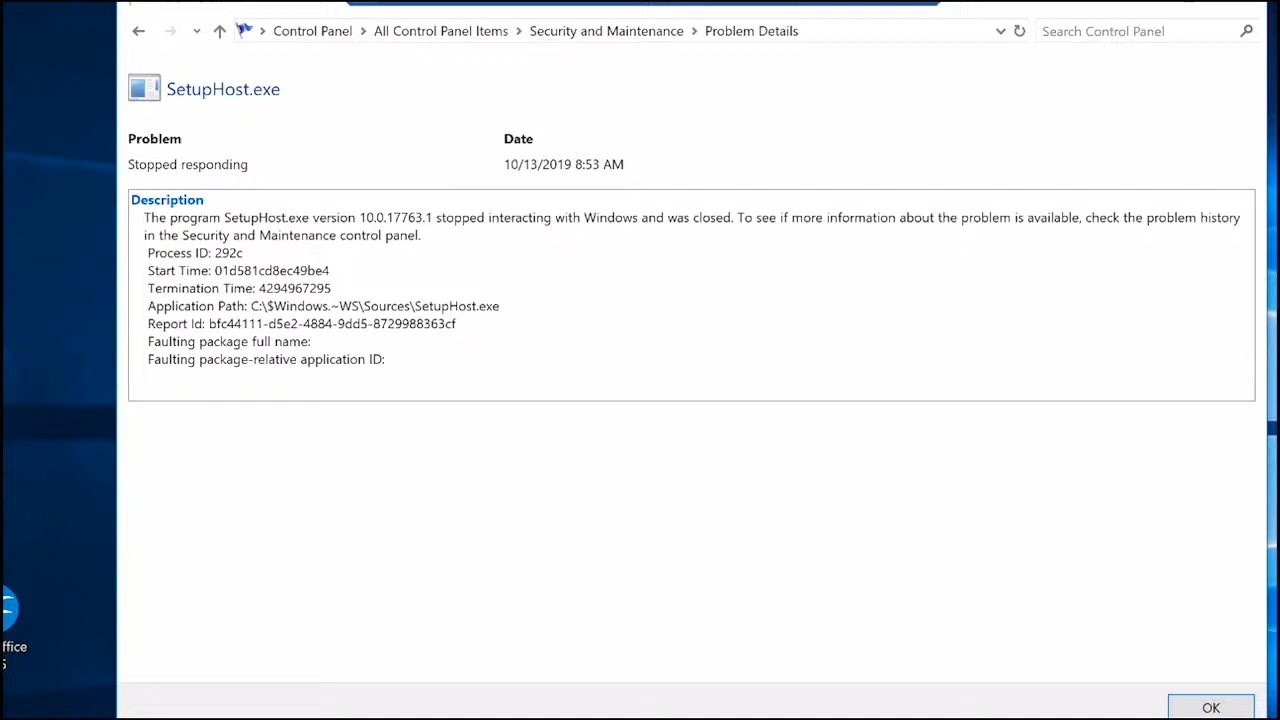 Control Panel > All Control Panel Items > Security and Maintenance > Problem Details
Search Control Panel
SetupHost.exe
Problem Date
Stopped responding 10/13/2019 8:53 AM
Description
The program SetupHost.exe version 10.0.17763.1 stopped interacting with Windows and was closed. To see if more information about the problem is available, check the problem history
in the Security and Maintenance control panel.
Process ID: 292c
Start Time: 01d581cd8ec49be4
Termination Time: 4294967295
Application Path: C:\$Windows.~WS\Sources\SetupHost.exe
Report Id: bfc44111-d5e2-4884-9dd5-8729988363cf
Faulting package full name:
Faulting package-relative application ID:
ffice
OK